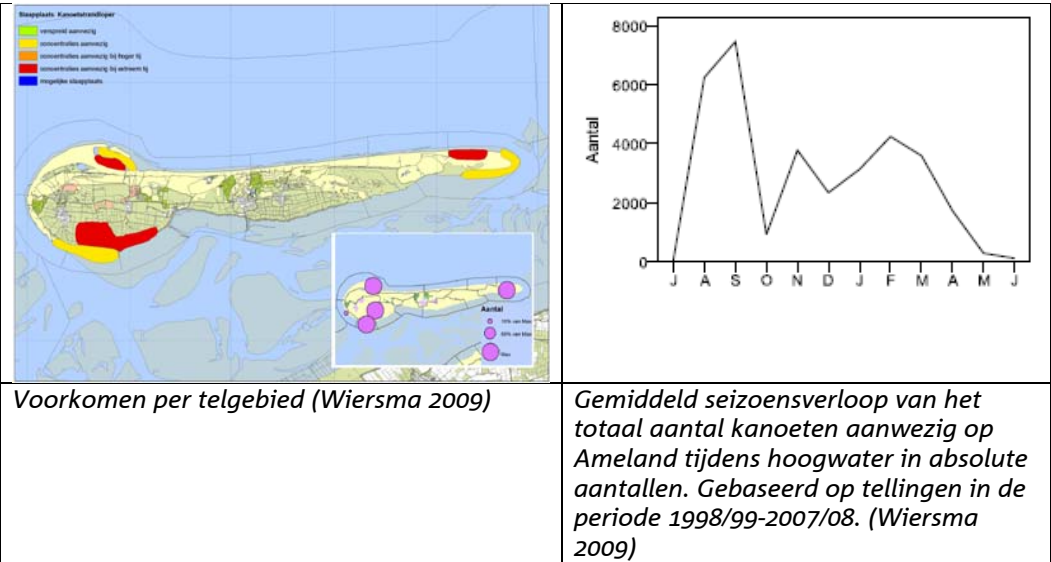 Slaapplaats Kanoetstrandloper
verspreid aanwezig
concentraties aanwezig
concentraties aanwezig bij hoger tij
concentraties aanwezig bij extreem tij
mogelijke slaapplaats
Aantal
Max
Voorkomen per telgebied (Wiersma 2009)
8000
6000
4000
2000
0
Aantal
J A S O N D J F M A M J
Gemiddeld seizoensverloop van het
totaal aantal kanoeten aanwezig op
Ameland tijdens hoogwater in absolute
aantallen. Gebaseerd op tellingen in de
periode 1998/99-2007/08. (Wiersma
2009)